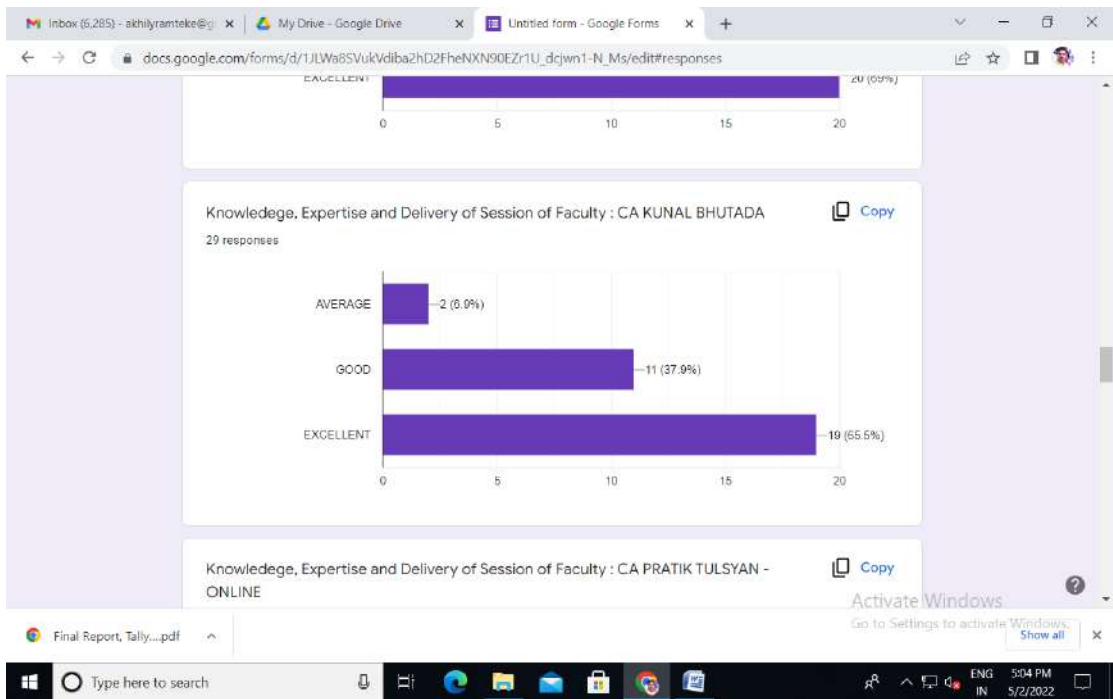 Inbox (6,285) - akhilyramteke@g
My Drive - Google Drive
Untitled form - Google Forms
docs.google.com/forms/d/1JLWa8SVukVdiba2hD2FheNXN90EZr1U_dcjwn1-N_Ms/edit#responses
EXCELLENT
20 (69%)
0 5 10 15 20
Knowledege, Expertise and Delivery of Session of Faculty : CA KUNAL BHUTADA
Copy
29 responses
AVERAGE 2 (6.9%)
GOOD 11 (37.9%)
EXCELLENT 19 (65.5%)
0 5 10 15 20
Knowledege, Expertise and Delivery of Session of Faculty : CA PRATIK TULSYAN -
ONLINE
Copy
Activate Windows
Go to Settings to activate Windows.
Final Report, Tally....pdf
Show all
Type here to search
ENG
IN
5:04 PM
5/2/2022